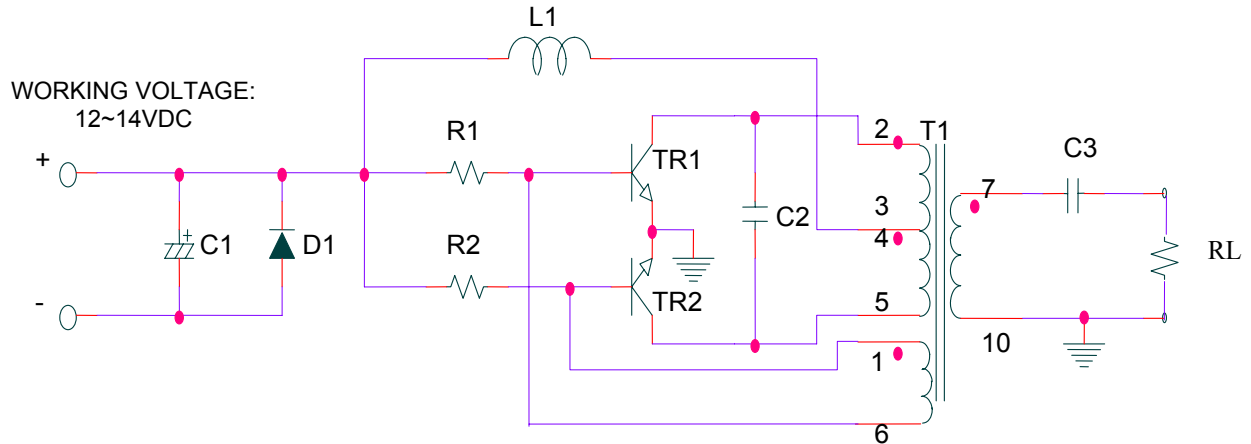 L1
WORKING VOLTAGE:
12~14VDC
R1
TR1
2
T1
C3
+
7
3
C1
+
D1
R2
C2
4
RL
-
TR2
5
10
1
6